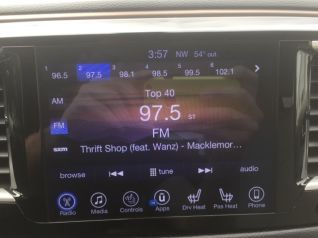 3:57 NW 54° out.
1 96.5 2 97.5 3 98.1 4 98.5 5 99.5 6 102.1
Top 40
AM
97.5 ST
FM
FM
sxm Thrift Shop (feat. Wanz) - Macklemor...
browse tune audio
Radio Media Controls Apps Drv Heat Pas Heat Phone